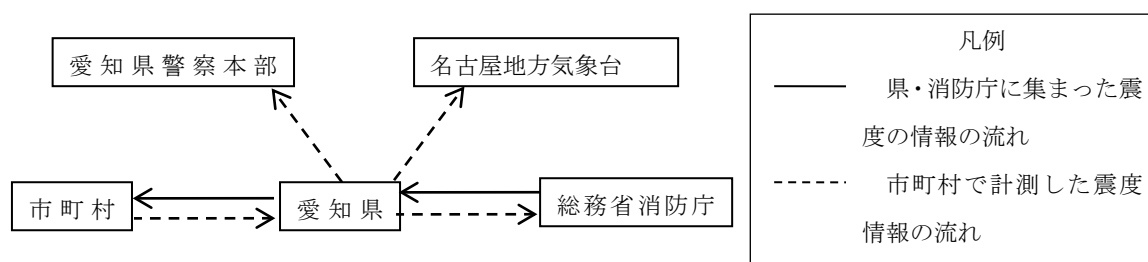 愛知県警察本部
名古屋地方気象台
市町村
愛知県
総務省消防庁
凡例
県・消防庁に集まった震
度の情報の流れ
市町村で計測した震度
情報の流れ